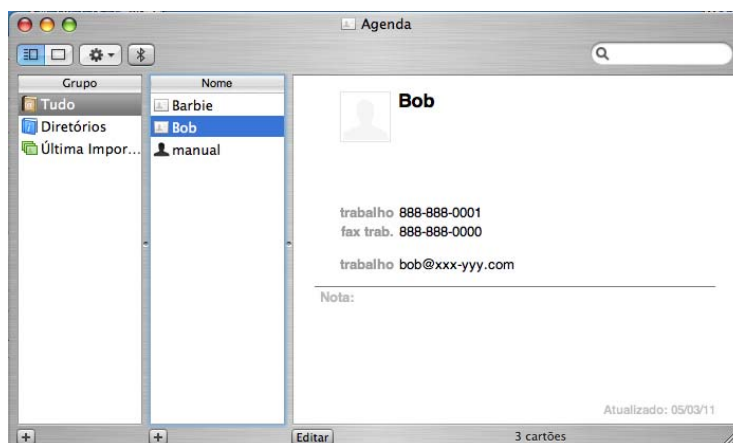 Agenda
Grupo
Tudo
Diretórios
Última Impor...
Nome
Barbie
Bob
manual
Bob
trabalho 888-888-0001
fax trab. 888-888-0000
trabalho bob@xxx-yyy.com
Nota:
Atualizado: 05/03/11
Editar
3 cartões